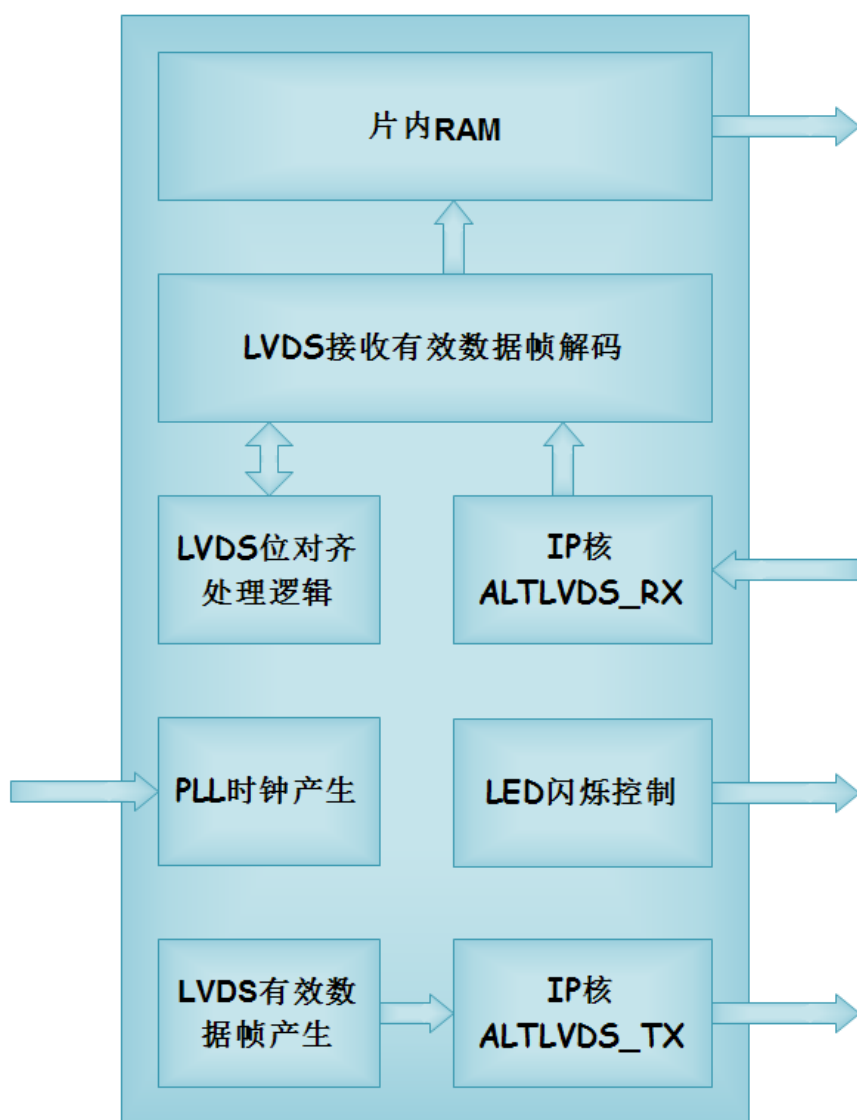 片内RAM
LVDS接收有效数据帧解码
LVDS位对齐
处理逻辑
IP核
ALTLVDS_RX
PLL时钟产生
LED闪烁控制
LVDS有效数
据帧产生
IP核
ALTLVDS_TX